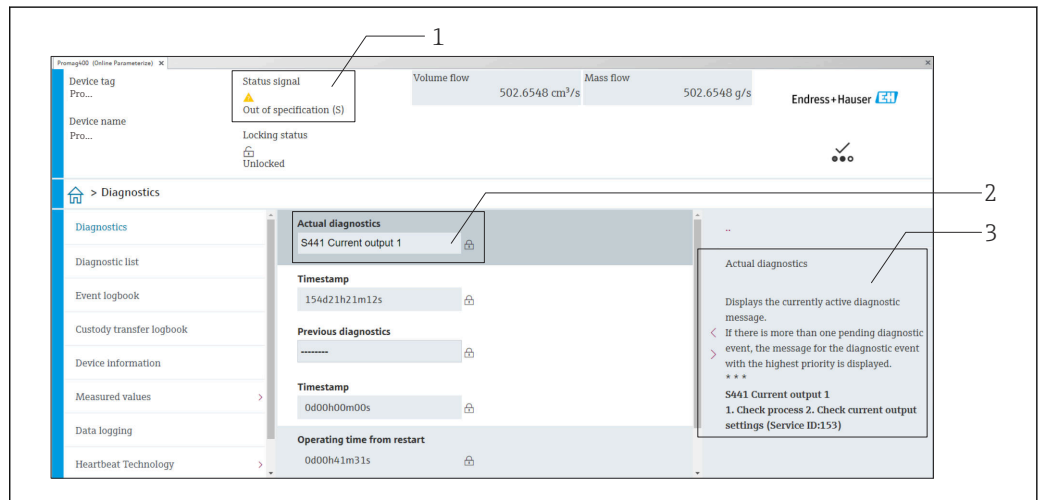 1
Promag400 (Online Parameterize) ×
×
Device tag
Pro...
Device name
Pro...
Status signal
Out of specification (S)
Locking status
Unlocked
Volume flow
502.6548 cm³/s
Mass flow
502.6548 g/s
Endress+Hauser EH
> Diagnostics
2
3
Diagnostics
Diagnostic list
Event logbook
Custody transfer logbook
Device information
Measured values >
Data logging
Heartbeat Technology >
Actual diagnostics
S441 Current output 1
Timestamp
154d21h21m12s
Previous diagnostics
--------
Timestamp
0d00h00m00s
Operating time from restart
0d00h41m31s
..
Actual diagnostics
Displays the currently active diagnostic
message.
If there is more than one pending diagnostic
event, the message for the diagnostic event
with the highest priority is displayed.
* * *
S441 Current output 1
1. Check process 2. Check current output
settings (Service ID:153)